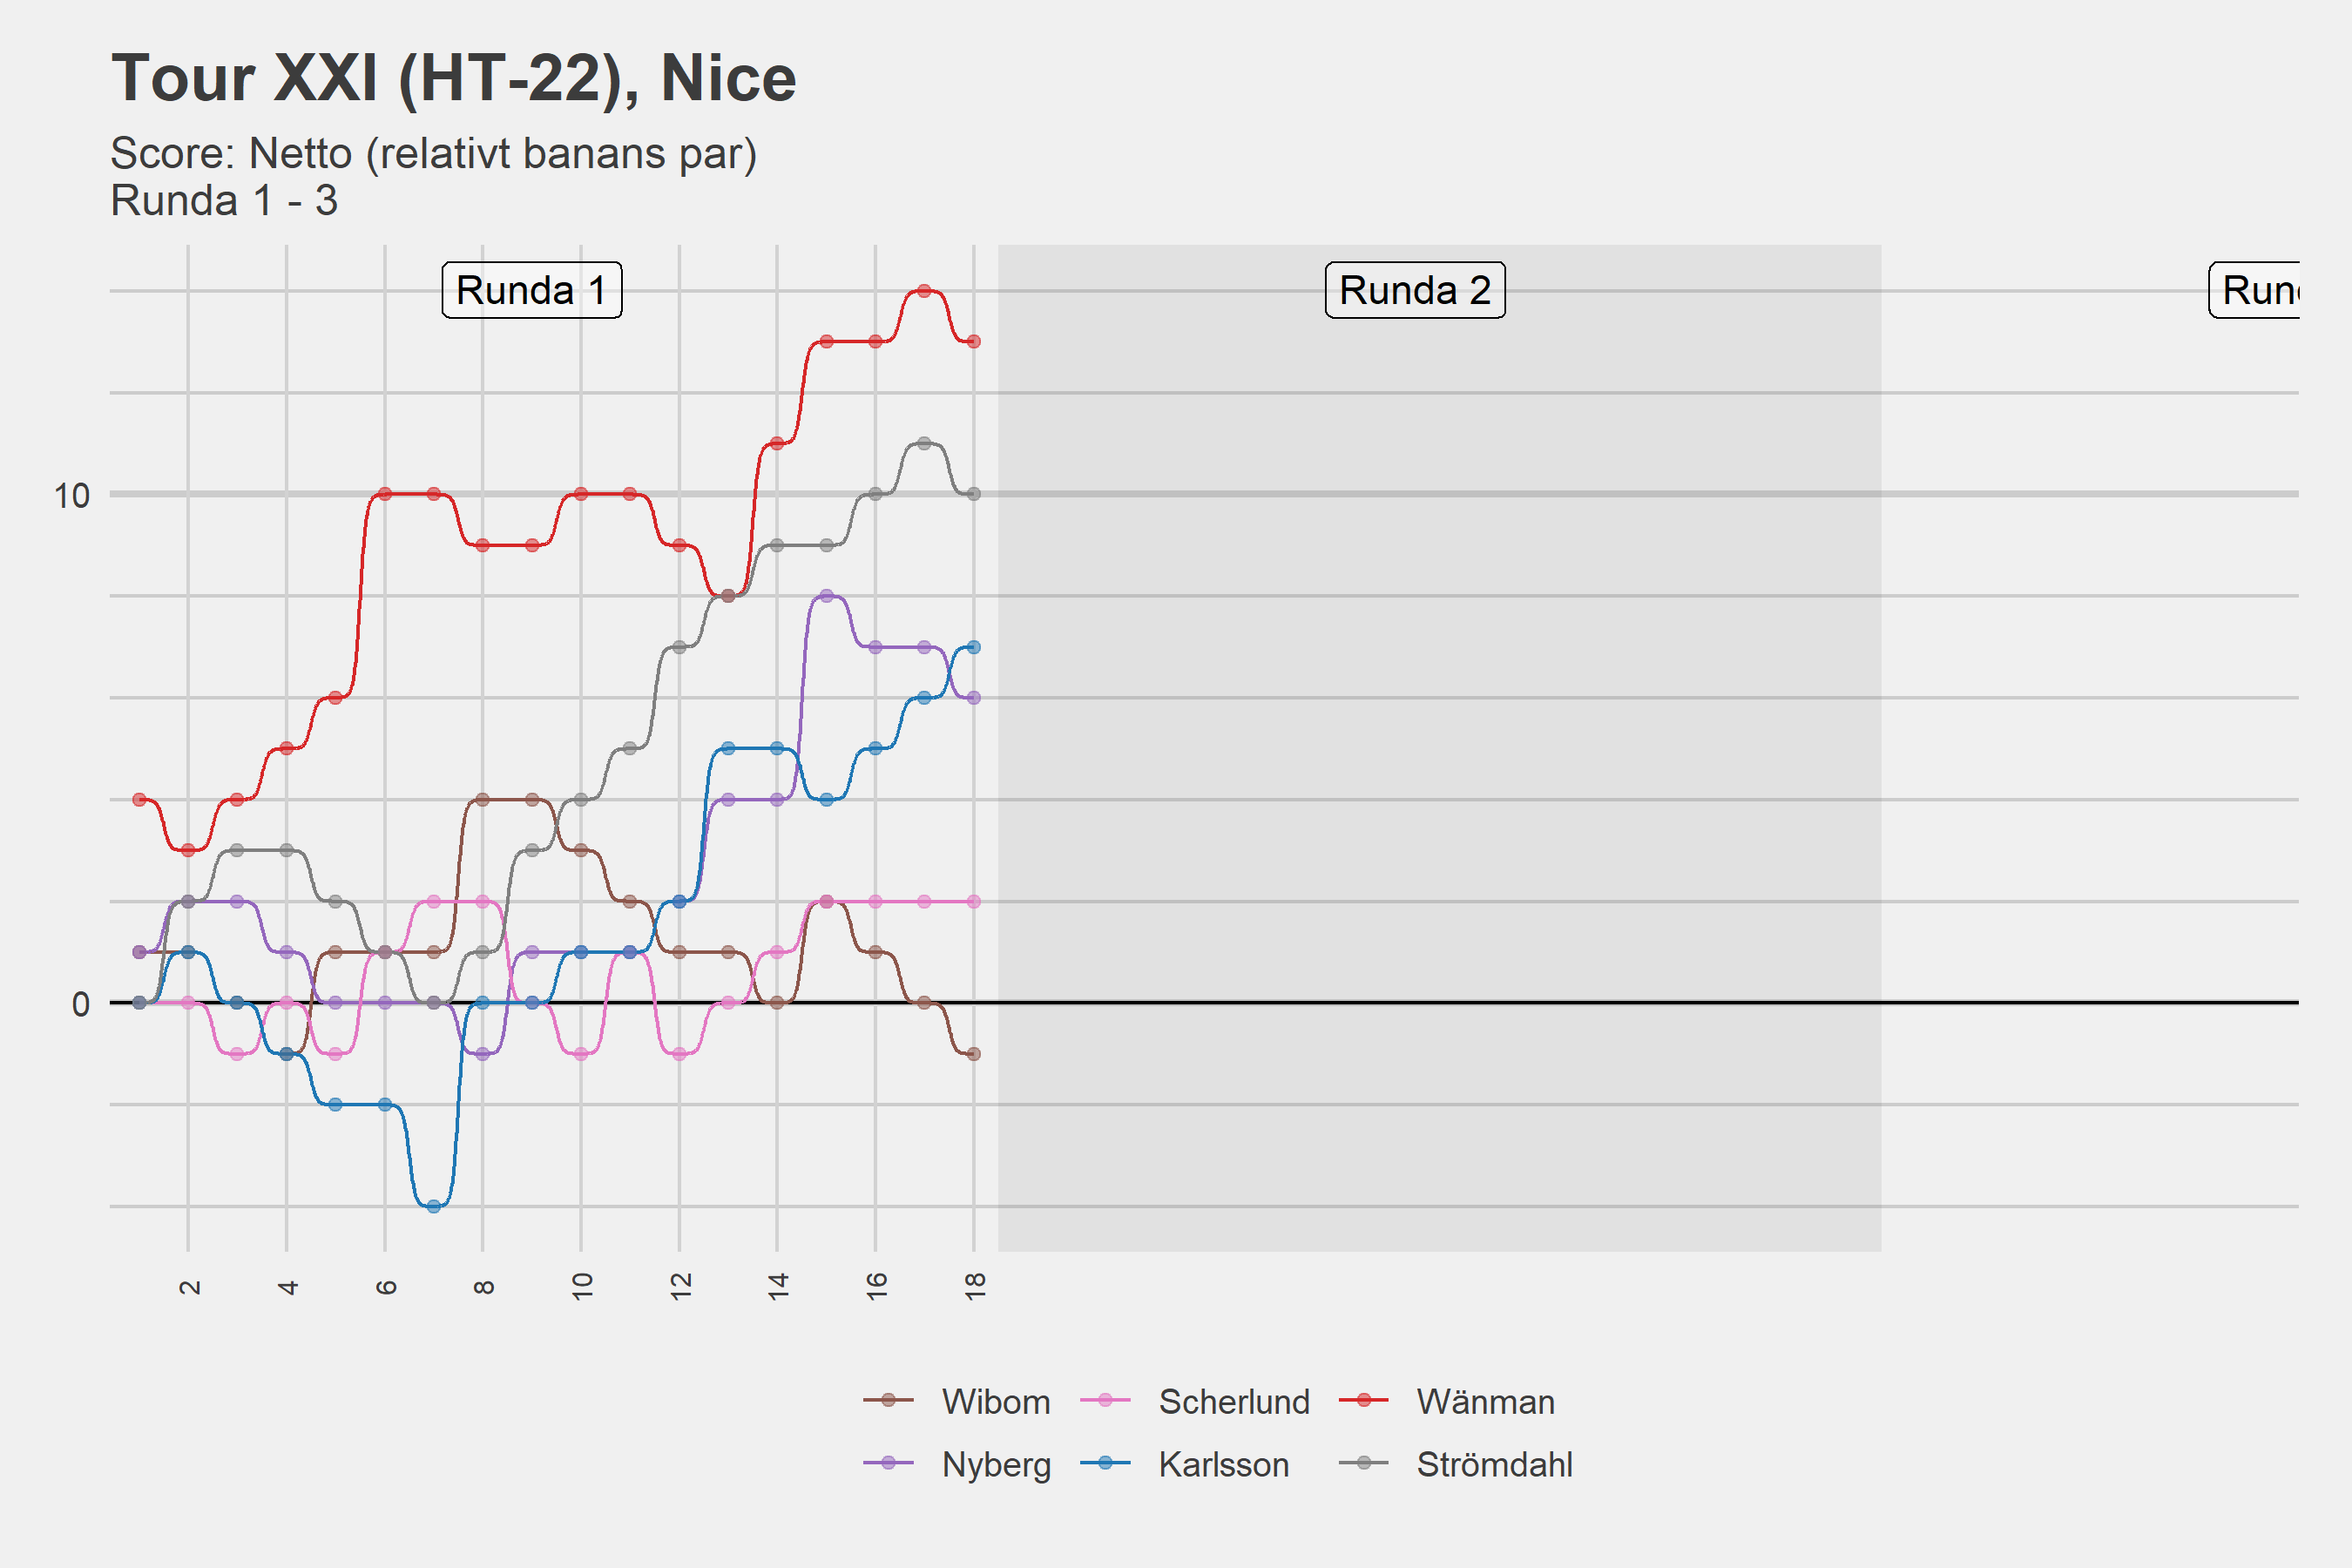 Tour XXI (HT-22), Nice
Score: Netto (relativt banans par)
Runda 1 - 3
Runda 1
Runda 2
10
0
2
4
6
8
10
12
14
16
18
Wibom
Scherlund
Wänman
Nyberg
Karlsson
Strömdahl